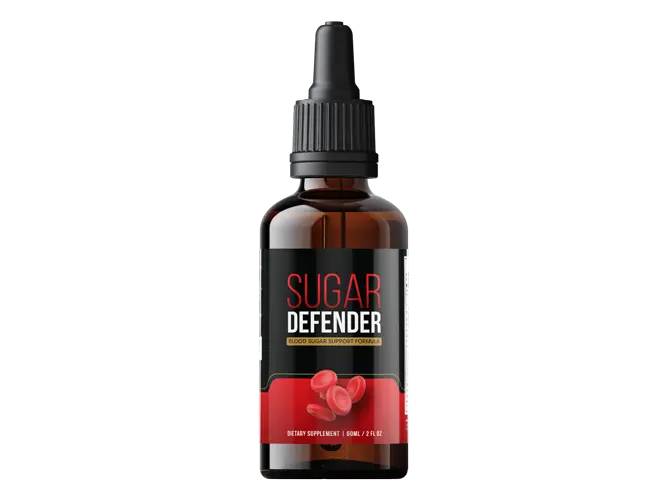 SUGAR
DEFENDER
BLOOD SUGAR SUPPORT FORMULA
DIETARY SUPPLEMENT | 60ML / 2 FL OZ